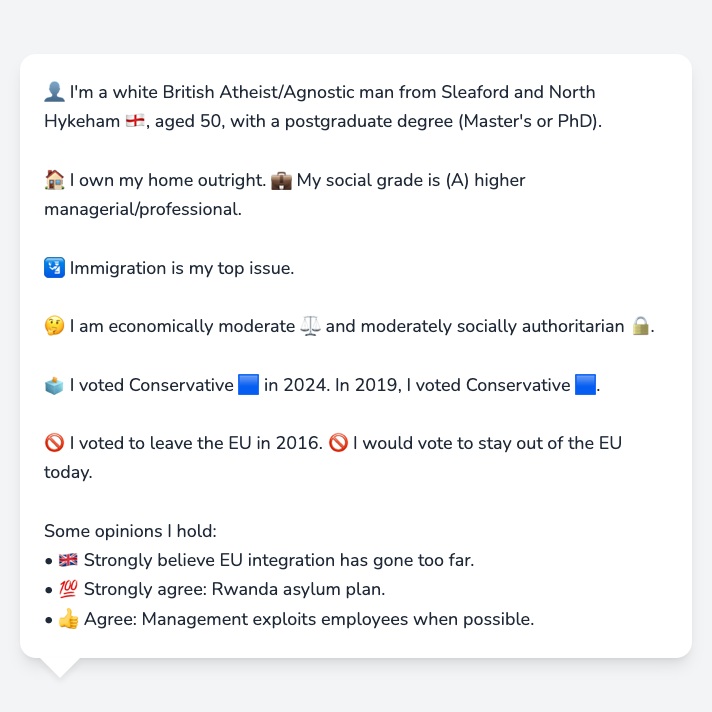 👤 I'm a white British Atheist/Agnostic man from Sleaford and North
Hykeham 🏴󠁧󠁢󠁥󠁮󠁧󠁿, aged 50, with a postgraduate degree (Master's or PhD).
🏠 I own my home outright. 💼 My social grade is (A) higher
managerial/professional.
🛂 Immigration is my top issue.
🤔 I am economically moderate ⚖️ and moderately socially authoritarian 🔒.
🗳️ I voted Conservative 🟦 in 2024. In 2019, I voted Conservative 🟦.
🚫 I voted to leave the EU in 2016. 🚫 I would vote to stay out of the EU
today.
Some opinions I hold:
• 🇬🇧 Strongly believe EU integration has gone too far.
• 💯 Strongly agree: Rwanda asylum plan.
• 👍 Agree: Management exploits employees when possible.